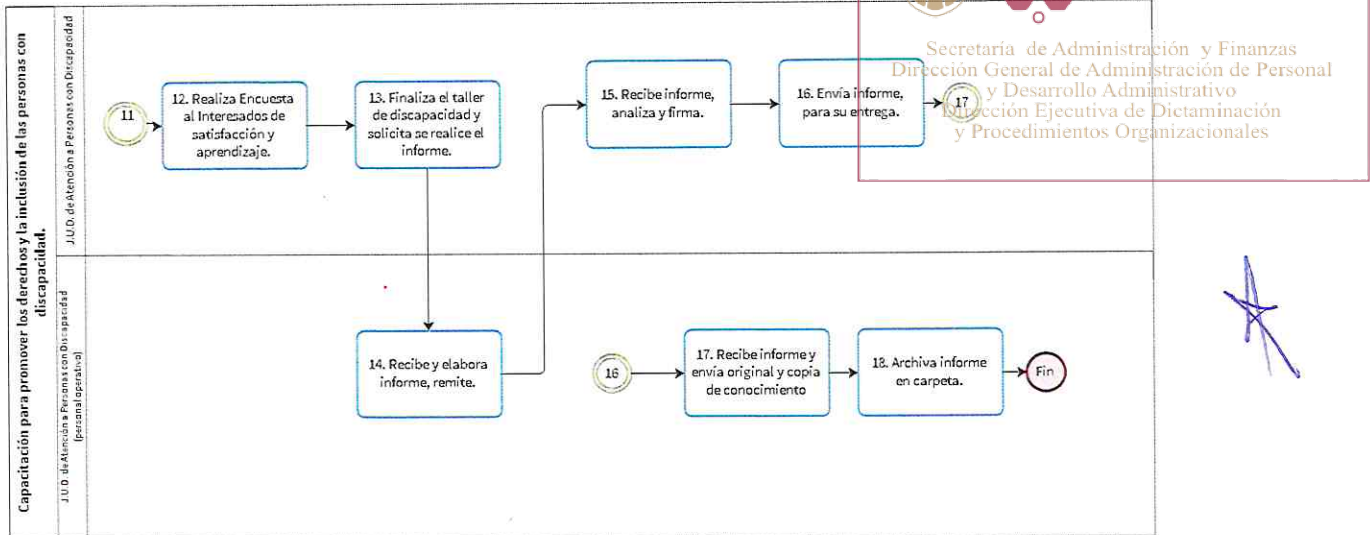 Capacitación para promover los derechos y la inclusión de las personas con
discapacidad.
J.U.D. de Atención a Personas con Discapacidad
11
12. Realiza Encuesta
al Interesados de
satisfacción y
aprendizaje.
13. Finaliza el taller
de discapacidad y
solicita se realice el
informe.
15. Recibe informe,
analiza y firma.
16. Envía informe,
para su entrega.
17
Secretaría de Administración y Finanzas
Dirección General de Administración de Personal
y Desarrollo Administrativo
Dirección Ejecutiva de Dictaminación
y Procedimientos Organizacionales
J.U.D. de Atención a Personas con Discapacidad
(personal operativo)
14. Recibe y elabora
informe, remite.
16
17. Recibe informe y
envía original y copia
de conocimiento
18. Archiva informe
en carpeta.
Fin